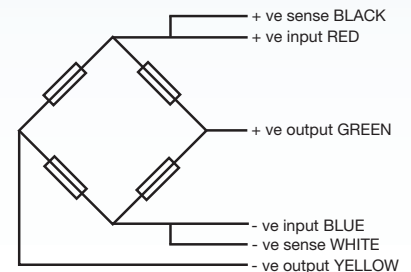 + ve sense BLACK
+ ve input RED
+ ve output GREEN
- ve input BLUE
- ve sense WHITE
- ve output YELLOW